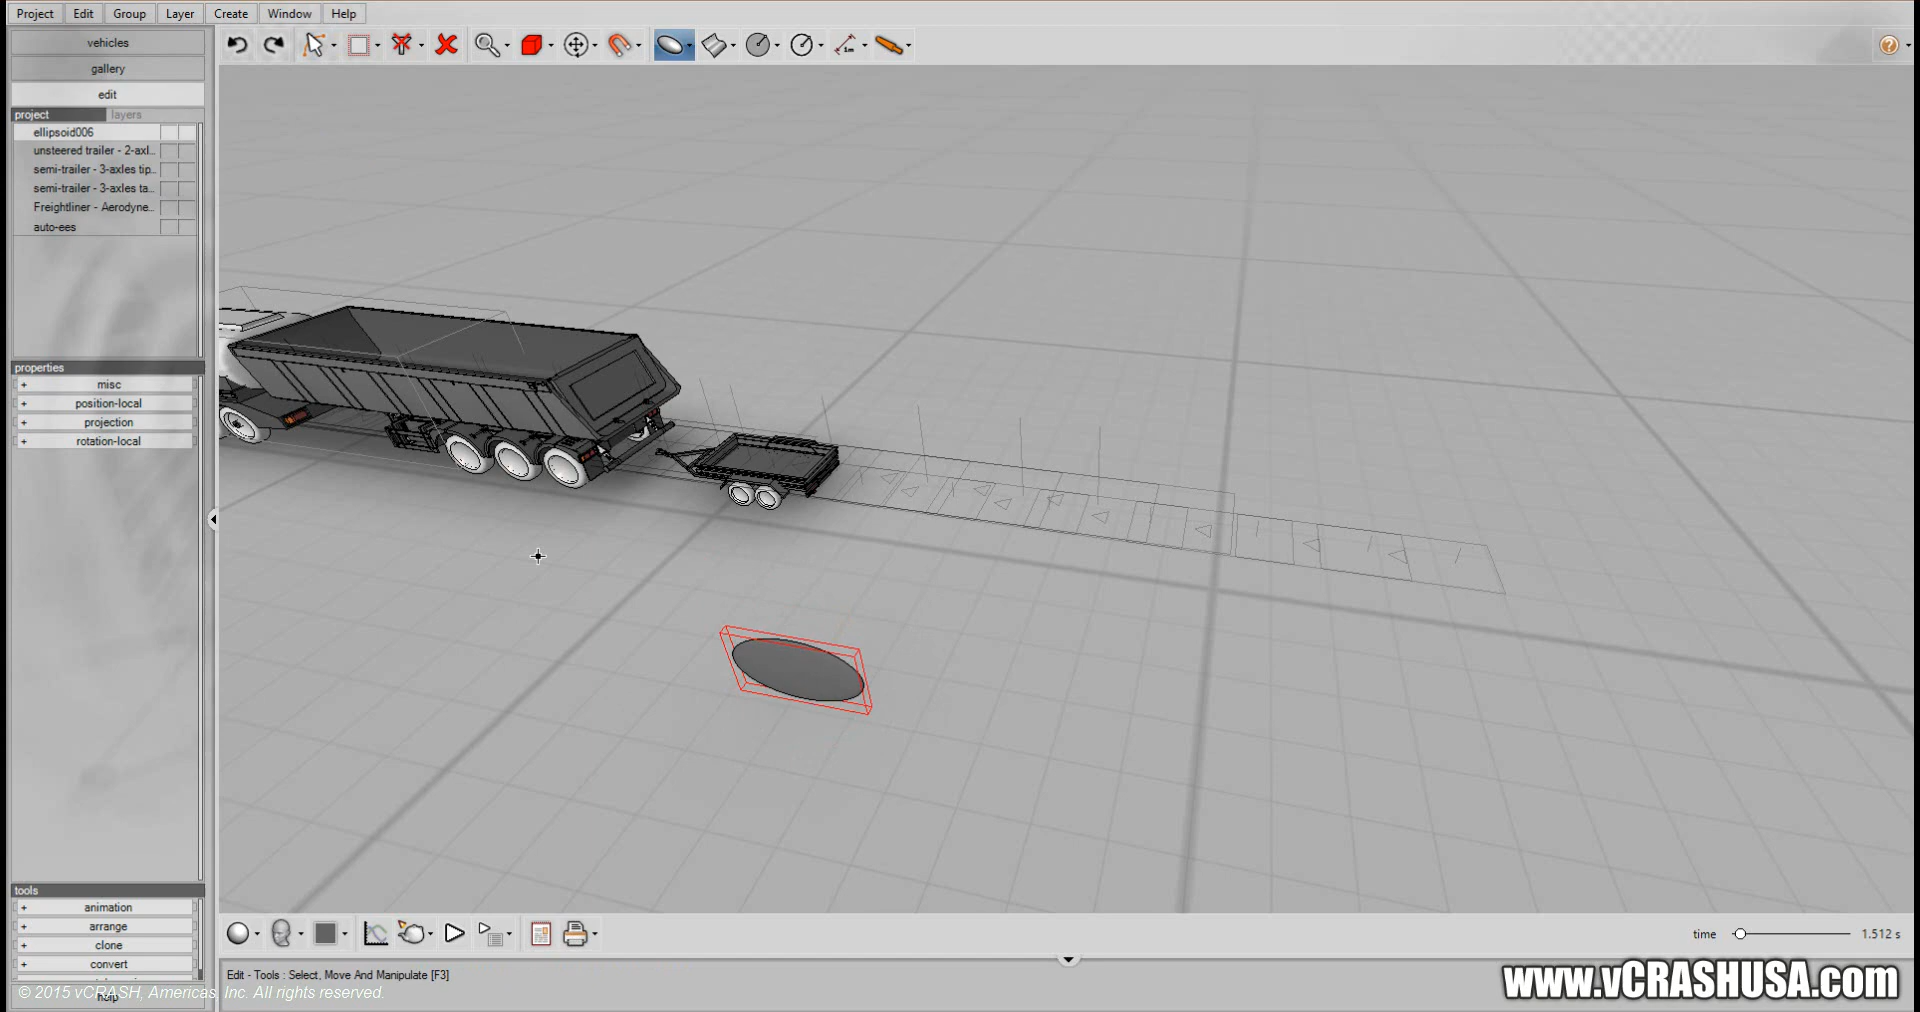 Project Edit Group Layer Create Window Help
vehicles
gallery
edit
project layers
ellipsoid006
unsteered trailer - 2-axl...
semi-trailer - 3-axles tip...
semi-trailer - 3-axles ta...
Freightliner - Aerodyne...
auto-ees
properties
+ misc
+ position-local
+ projection
+ rotation-local
tools
+ animation
+ arrange
+ clone
+ convert
help
time 1.512 s
Edit - Tools : Select, Move And Manipulate [F3]
© 2015 vCRASH, Americas, Inc. All rights reserved.
www.vCRASHUSA.com